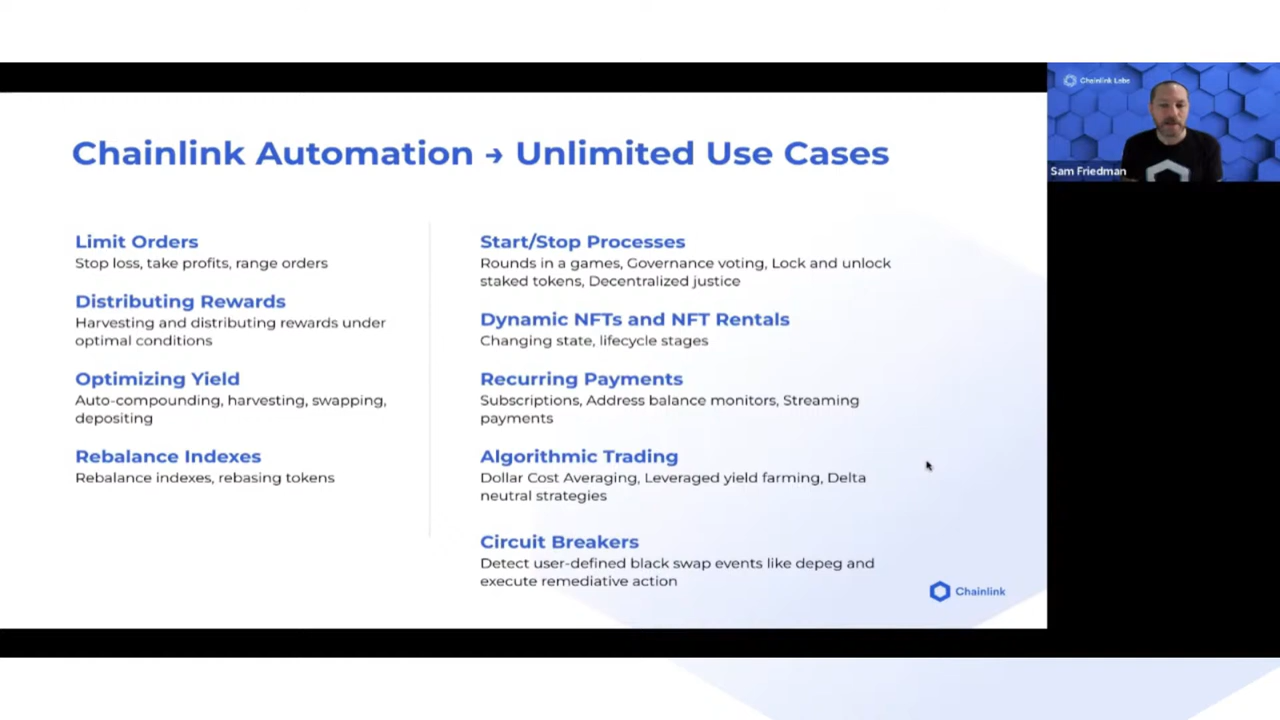 Chainlink Automation → Unlimited Use Cases
Limit Orders
Stop loss, take profits, range orders
Distributing Rewards
Harvesting and distributing rewards under
optimal conditions
Optimizing Yield
Auto-compounding, harvesting, swapping,
depositing
Rebalance Indexes
Rebalance indexes, rebasing tokens
Start/Stop Processes
Rounds in a games, Governance voting, Lock and unlock
staked tokens, Decentralized justice
Dynamic NFTs and NFT Rentals
Changing state, lifecycle stages
Recurring Payments
Subscriptions, Address balance monitors, Streaming
payments
Algorithmic Trading
Dollar Cost Averaging, Leveraged yield farming, Delta
neutral strategies
Circuit Breakers
Detect user-defined black swap events like depeg and
execute remediative action
Chainlink
Chainlink Labs
Sam Friedman